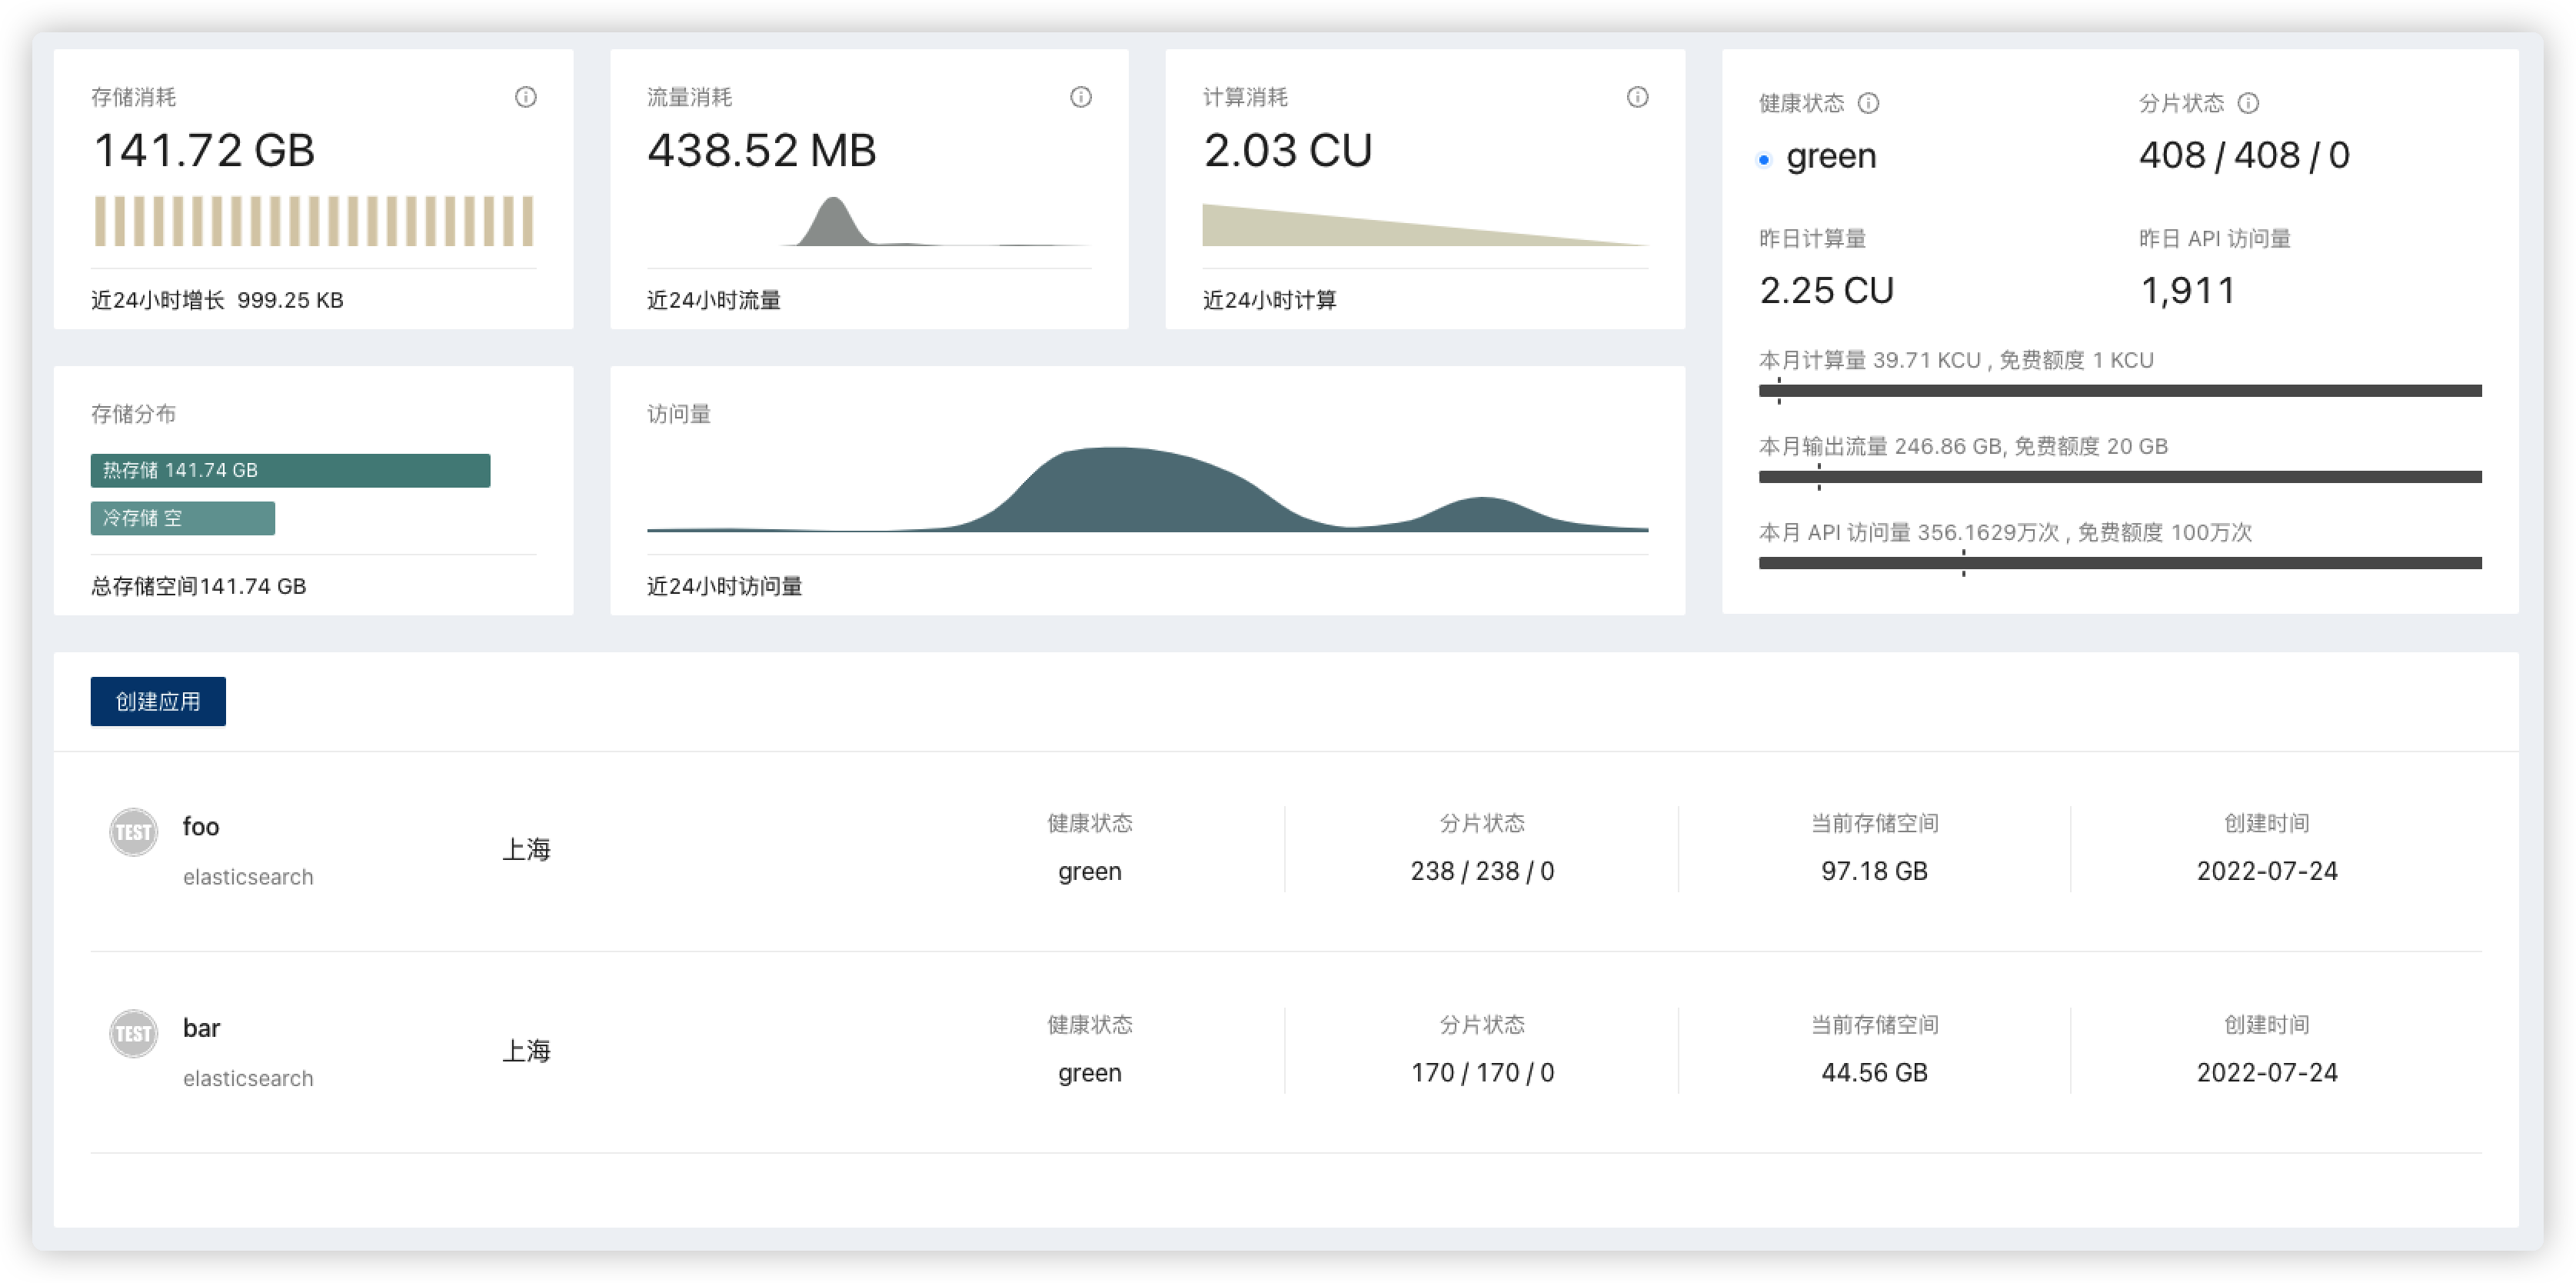 存储消耗
141.72 GB
近24小时增长 999.25 KB
流量消耗
438.52 MB
近24小时流量
计算消耗
2.03 CU
近24小时计算
健康状态
green
分片状态
408 / 408 / 0
昨日计算量
2.25 CU
昨日 API 访问量
1,911
本月计算量 39.71 KCU , 免费额度 1 KCU
本月输出流量 246.86 GB, 免费额度 20 GB
本月 API 访问量 356.1629万次 , 免费额度 100万次
存储分布
热存储 141.74 GB
冷存储 空
总存储空间141.74 GB
访问量
近24小时访问量
创建应用
TEST
foo
elasticsearch
上海
健康状态
green
分片状态
238 / 238 / 0
当前存储空间
97.18 GB
创建时间
2022-07-24
TEST
bar
elasticsearch
上海
健康状态
green
分片状态
170 / 170 / 0
当前存储空间
44.56 GB
创建时间
2022-07-24